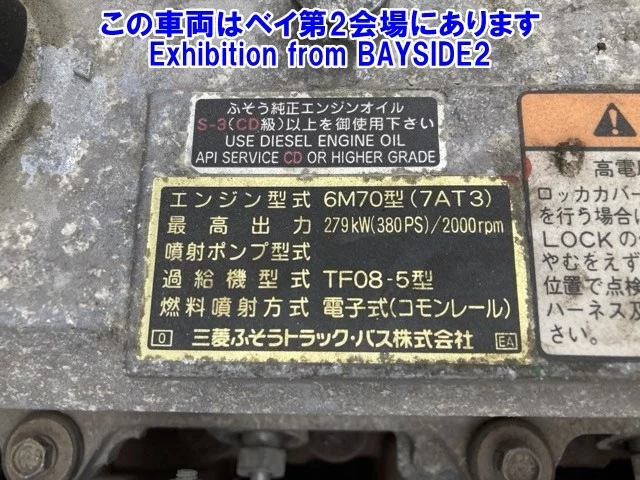 この車両はベイ第2会場にあります
Exhibition from BAYSIDE2
ふそう純正エンジンオイル
S-3(CD級)以上を御使用下さい
USE DIESEL ENGINE OIL
API SERVICE CD OR HIGHER GRADE
エンジン型式 6M70型(7AT3)
最高出力 279kW(380PS)/2000rpm
噴射ポンプ型式
過給機型式 TF08-5型
燃料噴射方式 電子式(コモンレール)
0 三菱ふそうトラック・バス株式会社 EA
高電
ロッカカバー
を行う場合
LOCKの
やむをえず
位置で点検
ハーネス及
さい。